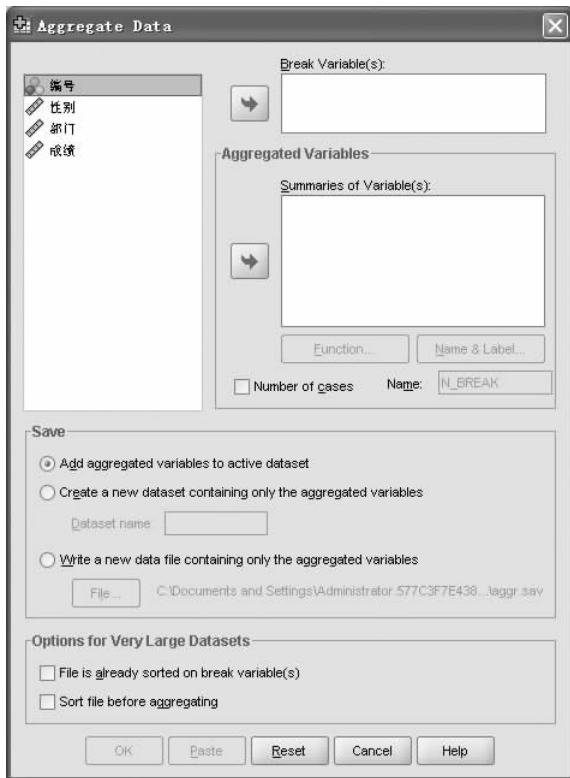 Aggregate Data
编号
性别
部门
成绩
Break Variable(s):
Aggregated Variables
Summaries of Variable(s):
Function...
Name & Label...
Number of cases
Name:
N_BREAK
Save
Add aggregated variables to active dataset
Create a new dataset containing only the aggregated variables
Dataset name
Write a new data file containing only the aggregated variables
File...
C:\Documents and Settings\Administrator.577C3F7E438...\aggr.sav
Options for Very Large Datasets
File is already sorted on break variable(s)
Sort file before aggregating
OK
Paste
Reset
Cancel
Help